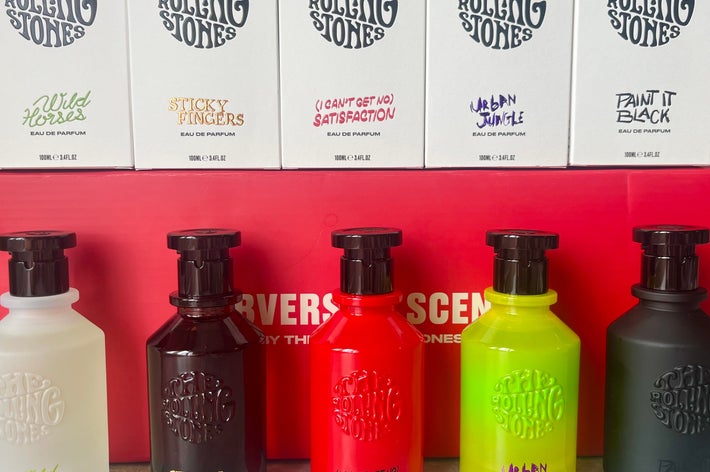 ROLLING
STONES
ROLLING
STONES
ROLLING
STONES
ROLLING
STONES
ROLLING
STONES
Wild
Horses
EAU DE PARFUM
100ML ℮ 3.4FL.OZ
STICKY
FINGERS
EAU DE PARFUM
100ML ℮ 3.4FL.OZ
(I CAN'T GET NO)
SATISFACTION
EAU DE PARFUM
100ML ℮ 3.4FL.OZ
URBAN
JUNGLE
EAU DE PARFUM
100ML ℮ 3.4FL.OZ
PAINT IT
BLACK
EAU DE PARFUM
100ML ℮ 3.4FL.OZ
RVERS SCEN
BY THE ONES
THE
ROLLING
STONES
THE
ROLLING
STONES
THE
ROLLING
STONES
THE
ROLLING
STONES
THE
ROLLING
STONES
URBAN